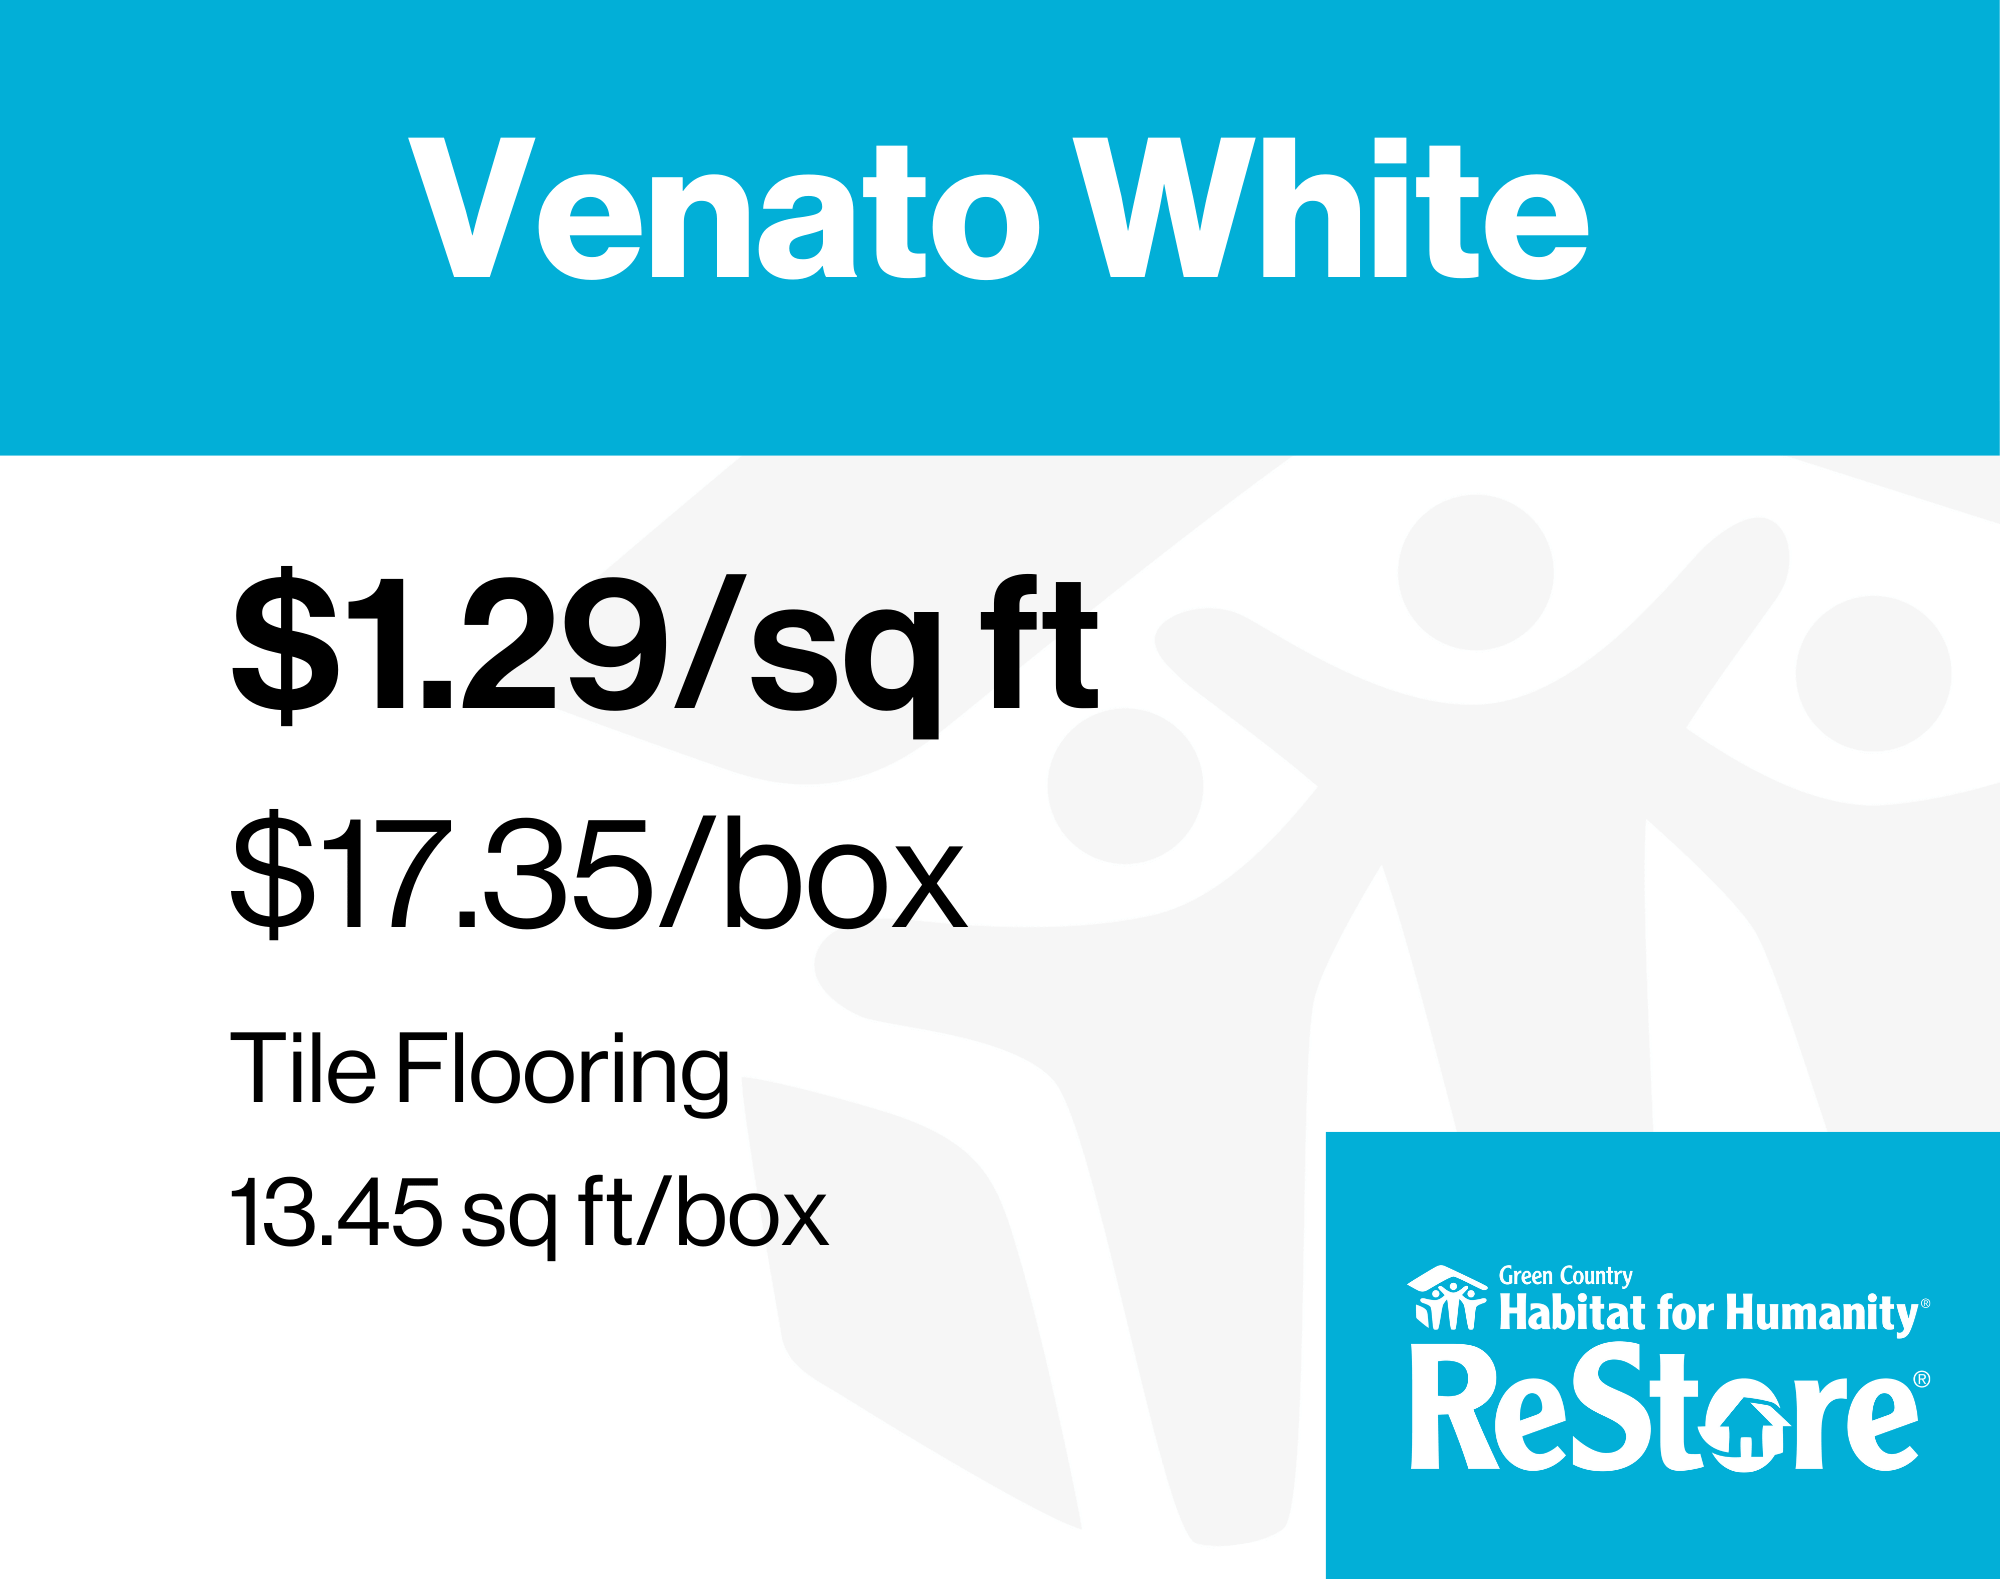 Venato White
$1.29/sq ft
$17.35/box
Tile Flooring
13.45 sq ft/box
Green Country
Habitat for Humanity®
ReStore®